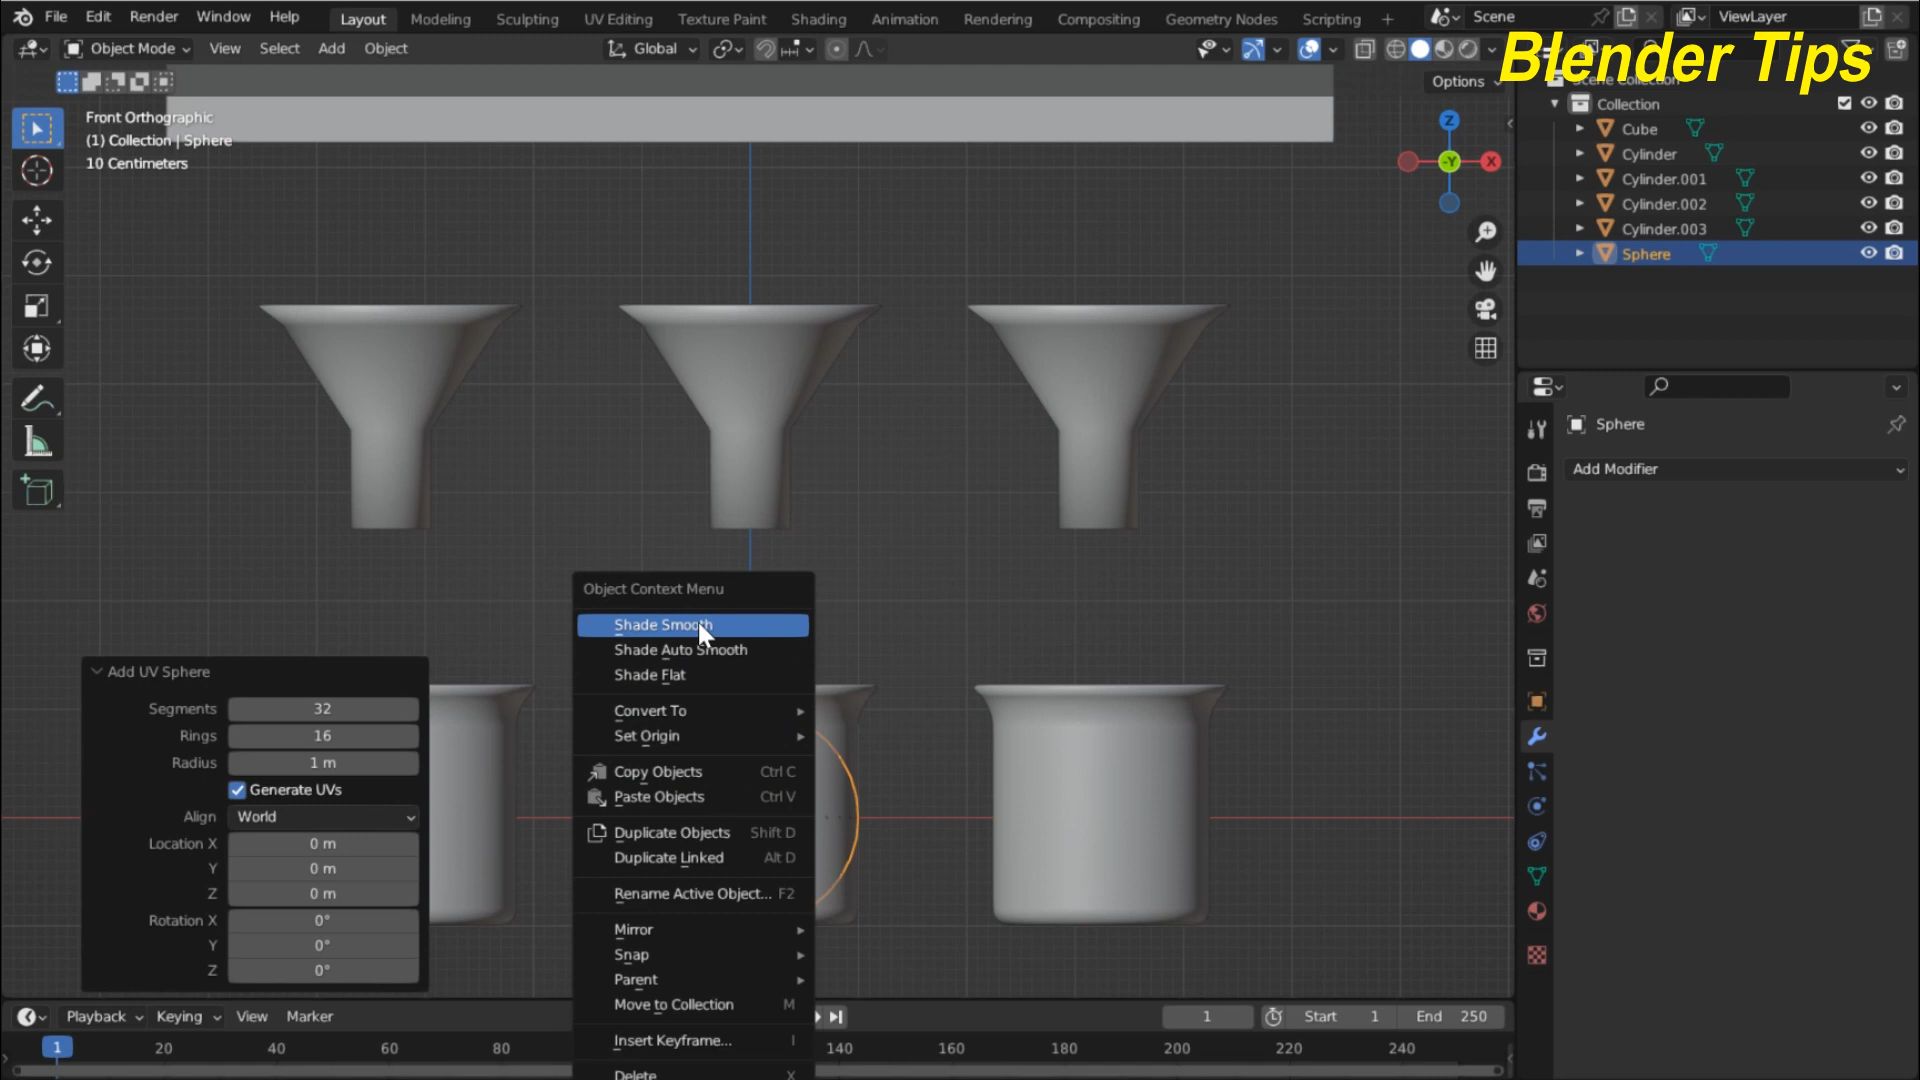 File Edit Render Window Help Layout Modeling Sculpting UV Editing Texture Paint Shading Animation Rendering Compositing Geometry Nodes Scripting + Scene ViewLayer
Object Mode View Select Add Object Global
Blender Tips
Options
Scene Collection
Collection
Front Orthographic
(1) Collection | Sphere
10 Centimeters
Z
-Y
X
Cube
Cylinder
Cylinder.001
Cylinder.002
Cylinder.003
Sphere
Sphere
Add Modifier
Object Context Menu
Shade Smooth
Shade Auto Smooth
Shade Flat
Convert To
Set Origin
Copy Objects Ctrl C
Paste Objects Ctrl V
Duplicate Objects Shift D
Duplicate Linked Alt D
Rename Active Object... F2
Mirror
Snap
Parent
Move to Collection M
Insert Keyframe... I
Delete X
Add UV Sphere
Segments 32
Rings 16
Radius 1 m
Generate UVs
Align World
Location X 0 m
Y 0 m
Z 0 m
Rotation X 0°
Y 0°
Z 0°
Playback Keying View Marker 1 Start 1 End 250
1 20 40 60 80 140 160 180 200 220 240